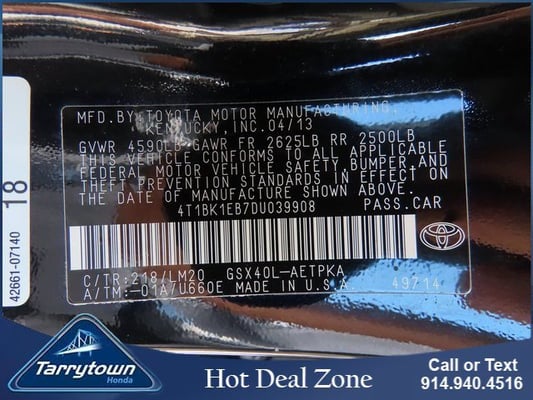 MFD. BY: TOYOTA MOTOR MANUFACTURING,
KENTUCKY, INC. 04/13
GVWR 4590LB GAWR FR 2625LB RR 2500LB
THIS VEHICLE CONFORMS TO ALL APPLICABLE
FEDERAL MOTOR VEHICLE SAFETY, BUMPER AND
THEFT PREVENTION STANDARDS IN EFFECT ON
THE DATE OF MANUFACTURE SHOWN ABOVE.
4T1BK1EB7DU039908 PASS.CAR
C/TR: 218/LM20 GSX40L-AETPKA
A/TM: -01A/U660E MADE IN U.S.A. 49714
18
42661-07140
Tarrytown
Honda
Hot Deal Zone
Call or Text
914.940.4516